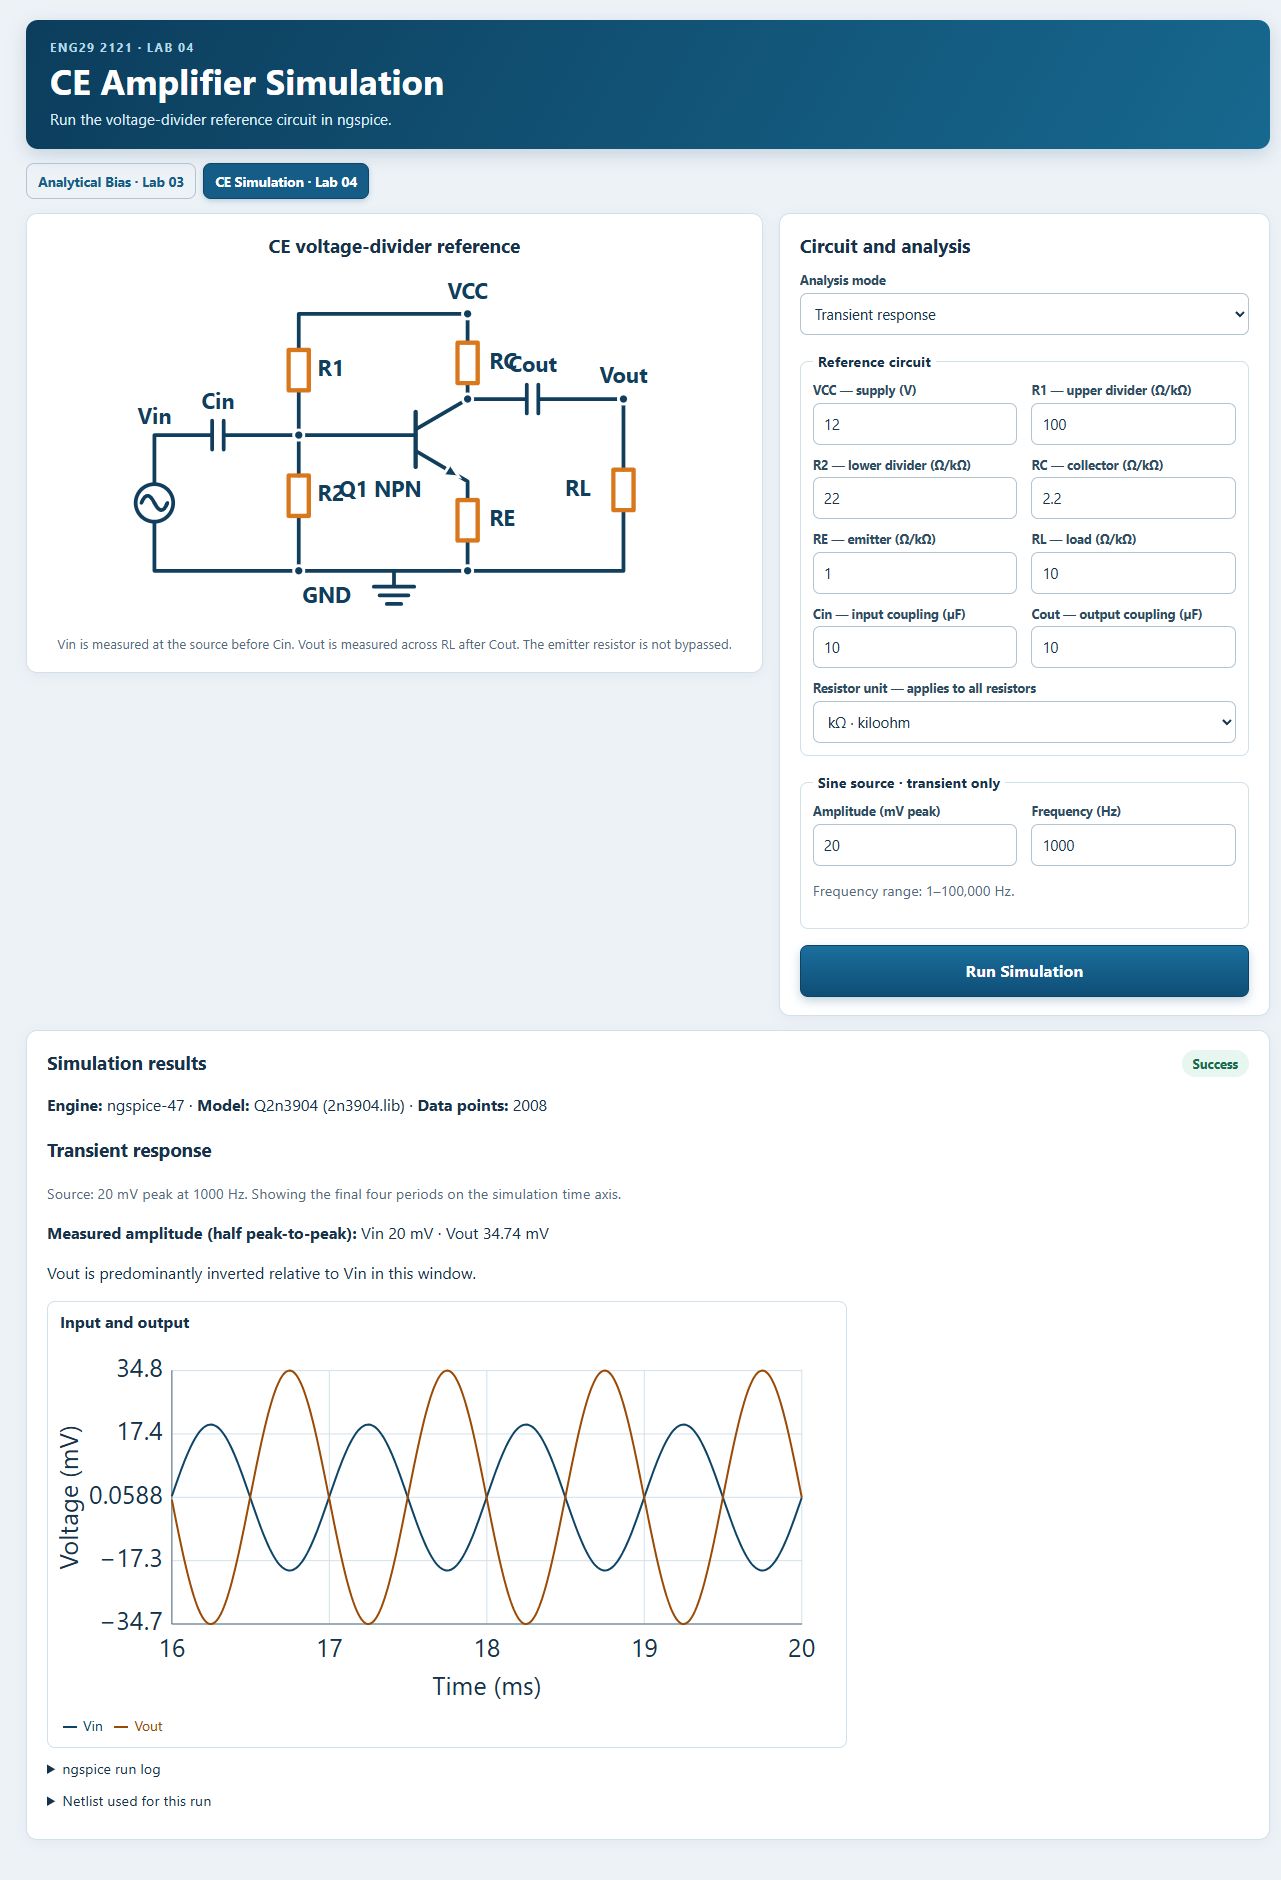 ENG29 2121 · LAB 04
CE Amplifier Simulation
Run the voltage-divider reference circuit in ngspice.
Analytical Bias · Lab 03
CE Simulation · Lab 04
CE voltage-divider reference
VCC
R1
RC
Cout
Vout
Cin
Vin
R2
Q1 NPN
RL
RE
GND
Vin is measured at the source before Cin. Vout is measured across RL after Cout. The emitter resistor is not bypassed.
Circuit and analysis
Analysis mode
Transient response
Reference circuit
VCC — supply (V)
R1 — upper divider (Ω/kΩ)
12
100
R2 — lower divider (Ω/kΩ)
RC — collector (Ω/kΩ)
22
2.2
RE — emitter (Ω/kΩ)
RL — load (Ω/kΩ)
1
10
Cin — input coupling (µF)
Cout — output coupling (µF)
10
10
Resistor unit — applies to all resistors
kΩ · kiloohm
Sine source · transient only
Amplitude (mV peak)
Frequency (Hz)
20
1000
Frequency range: 1–100,000 Hz.
Run Simulation
Simulation results
Success
Engine: ngspice-47 · Model: Q2n3904 (2n3904.lib) · Data points: 2008
Transient response
Source: 20 mV peak at 1000 Hz. Showing the final four periods on the simulation time axis.
Measured amplitude (half peak-to-peak): Vin 20 mV · Vout 34.74 mV
Vout is predominantly inverted relative to Vin in this window.
Input and output
34.8
17.4
0.0588
−17.3
−34.7
Voltage (mV)
16
17
18
19
20
Time (ms)
Vin
Vout
ngspice run log
Netlist used for this run